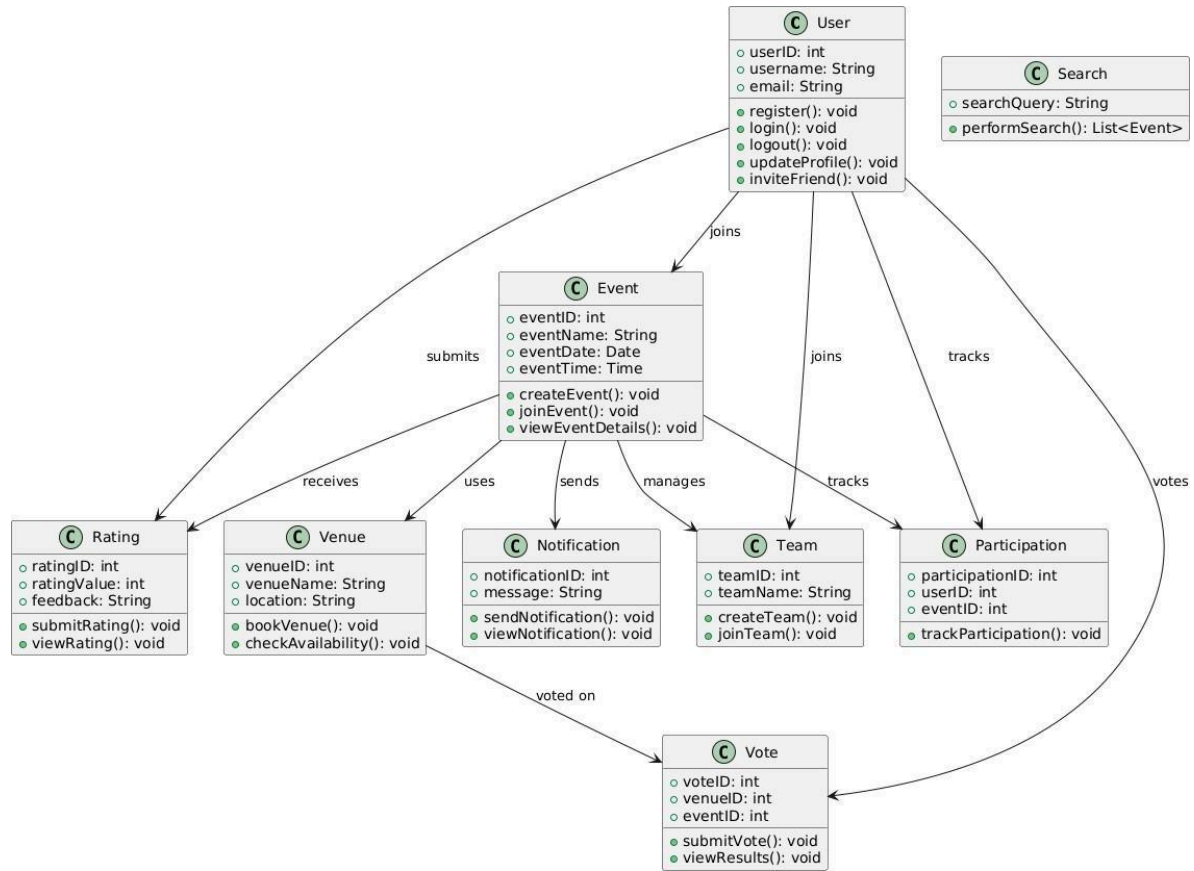 C User
userID: int
username: String
email: String
register(): void
login(): void
logout(): void
updateProfile(): void
inviteFriend(): void
C Search
searchQuery: String
performSearch(): List<Event>
joins
C Event
eventID: int
eventName: String
eventDate: Date
eventTime: Time
createEvent(): void
joinEvent(): void
viewEventDetails(): void
submits
joins
tracks
receives
uses
sends
manages
tracks
votes
C Rating
ratingID: int
ratingValue: int
feedback: String
submitRating(): void
viewRating(): void
C Venue
venueID: int
venueName: String
location: String
bookVenue(): void
checkAvailability(): void
C Notification
notificationID: int
message: String
sendNotification(): void
viewNotification(): void
C Team
teamID: int
teamName: String
createTeam(): void
joinTeam(): void
C Participation
participationID: int
userID: int
eventID: int
trackParticipation(): void
voted on
C Vote
voteID: int
venueID: int
eventID: int
submitVote(): void
viewResults(): void